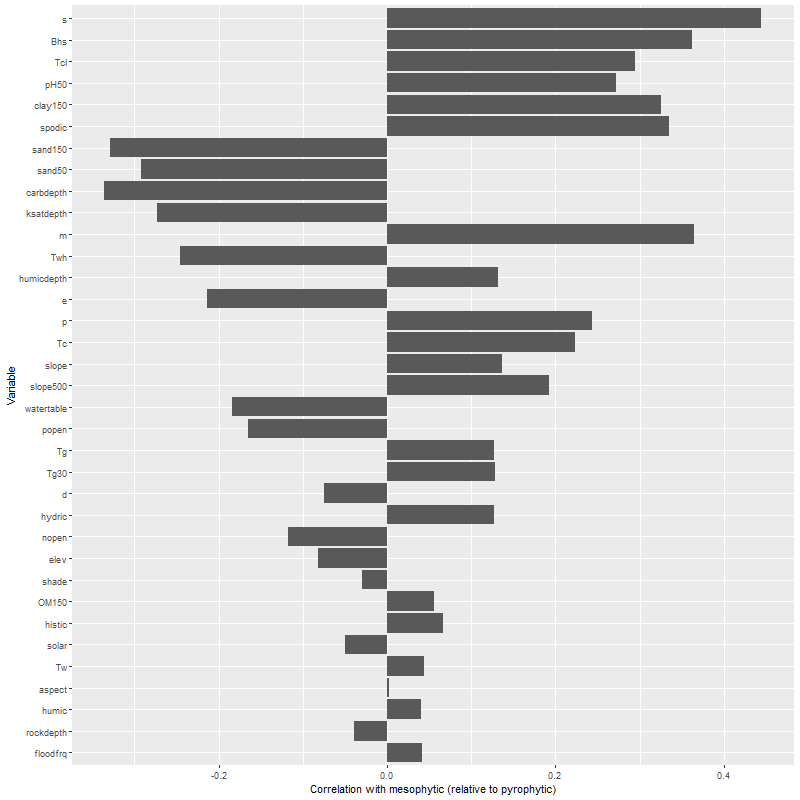 s
Bhs
Tcl
pH50
clay150
spodic
sand150
sand50
carbdepth
ksatdepth
m
Twh
humicdepth
e
p
Tc
slope
slope500
watertable
popen
Tg
Tg30
d
hydric
nopen
elev
shade
OM150
histic
solar
Tw
aspect
humic
rockdepth
floodfrq
Variable
-0.2 0.0 0.2 0.4
Correlation with mesophytic (relative to pyrophytic)